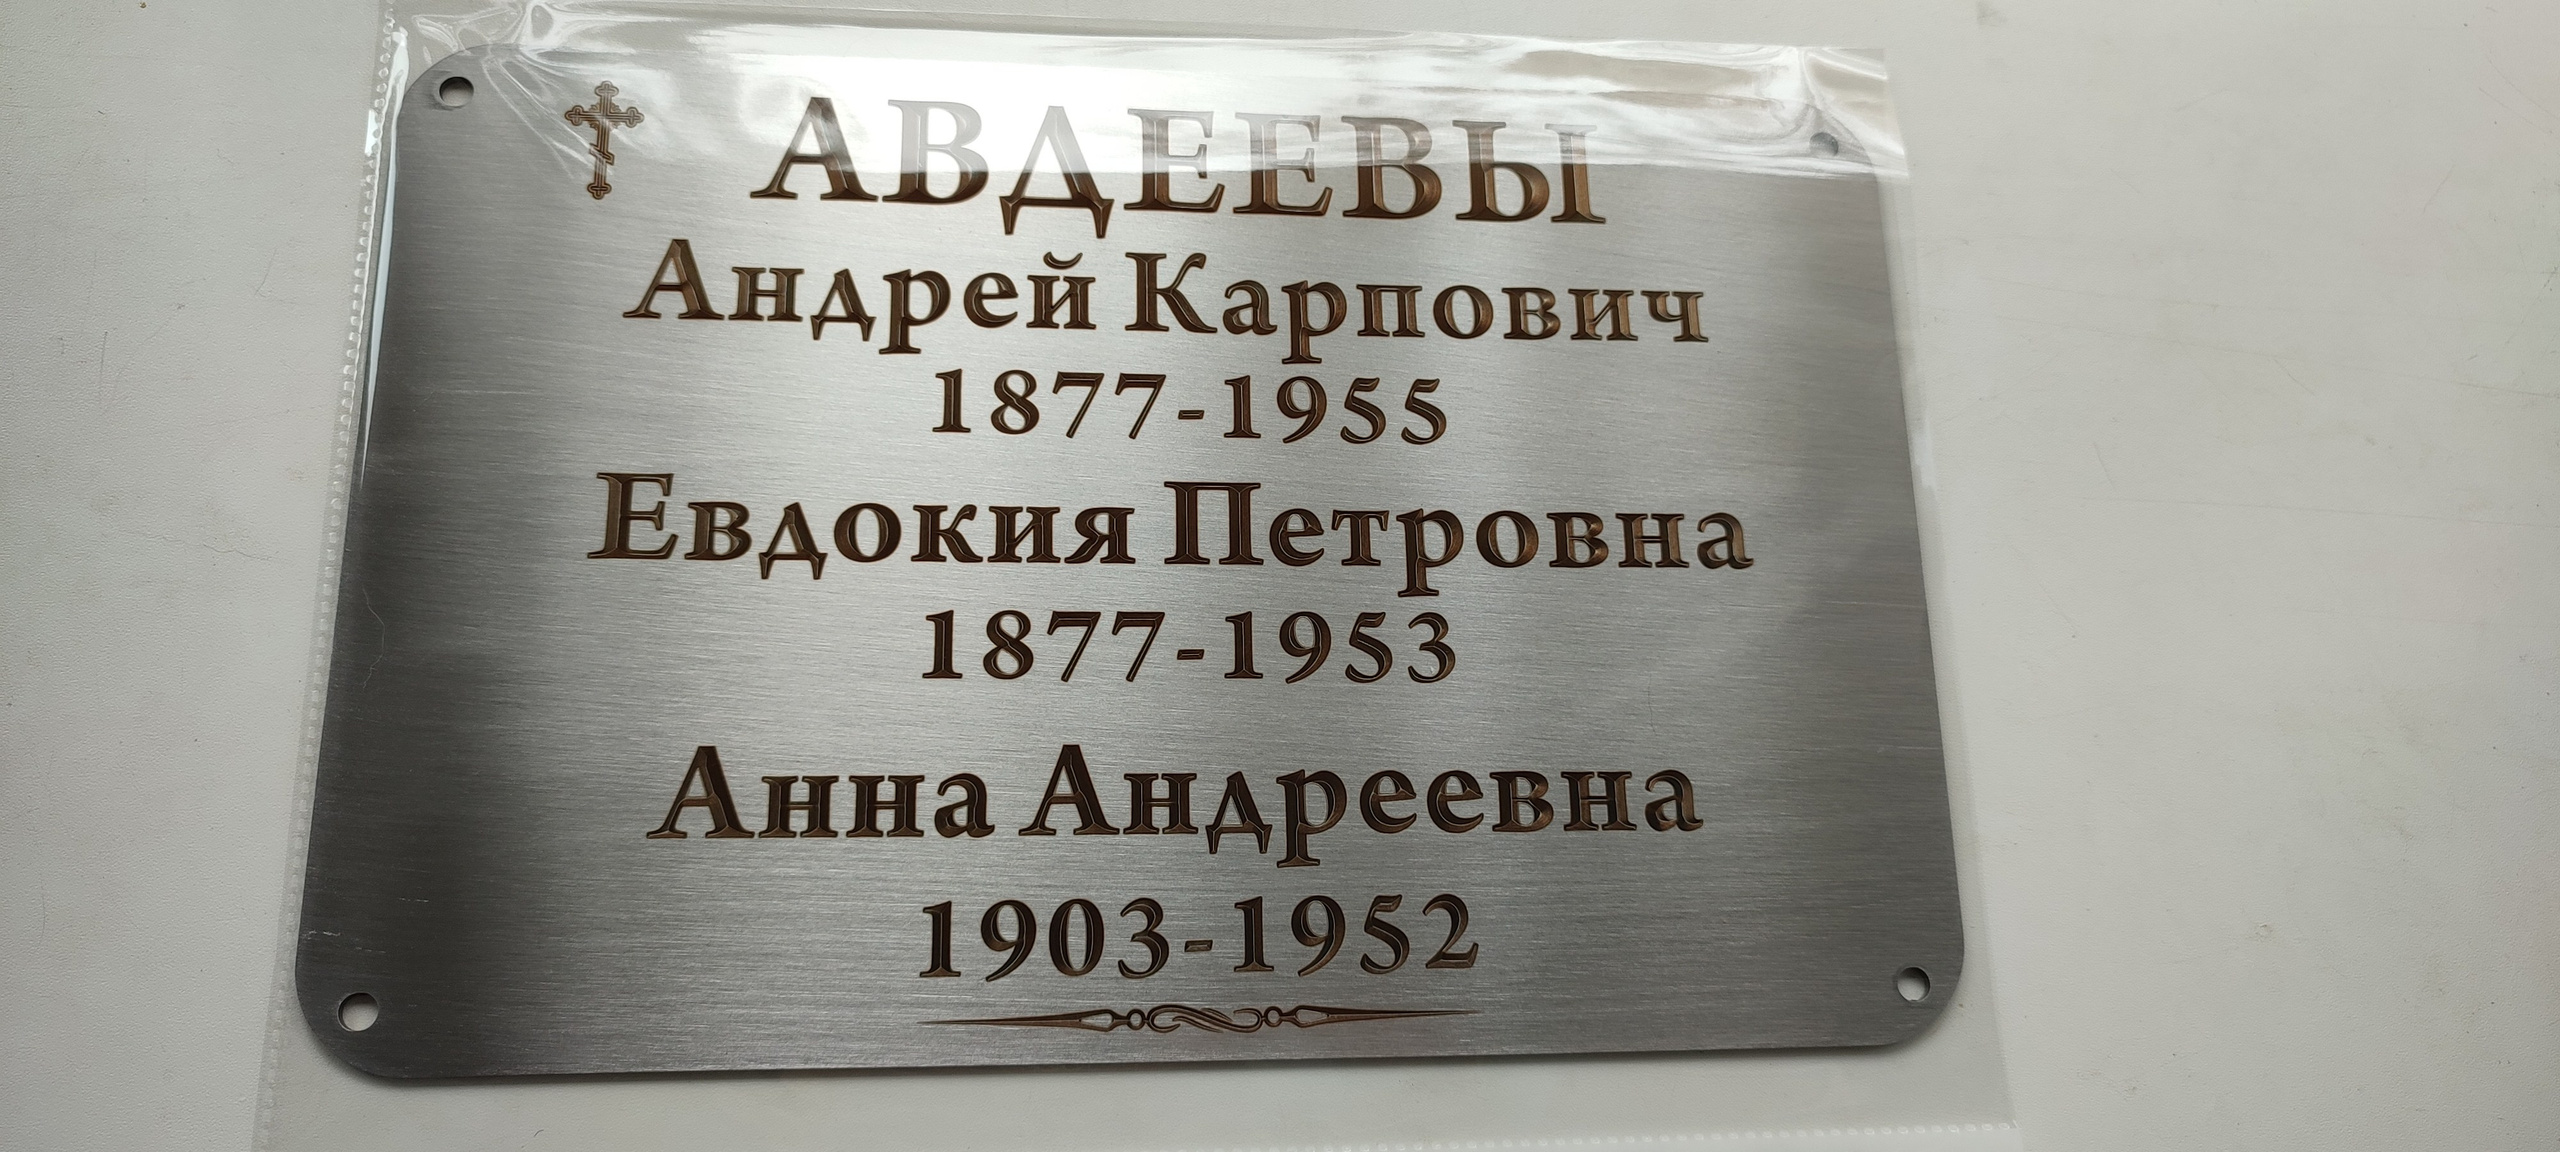 АВДЕЕВЫ
Андрей Карпович
1877-1955
Евдокия Петровна
1877-1953
Анна Андреевна
1903-1952